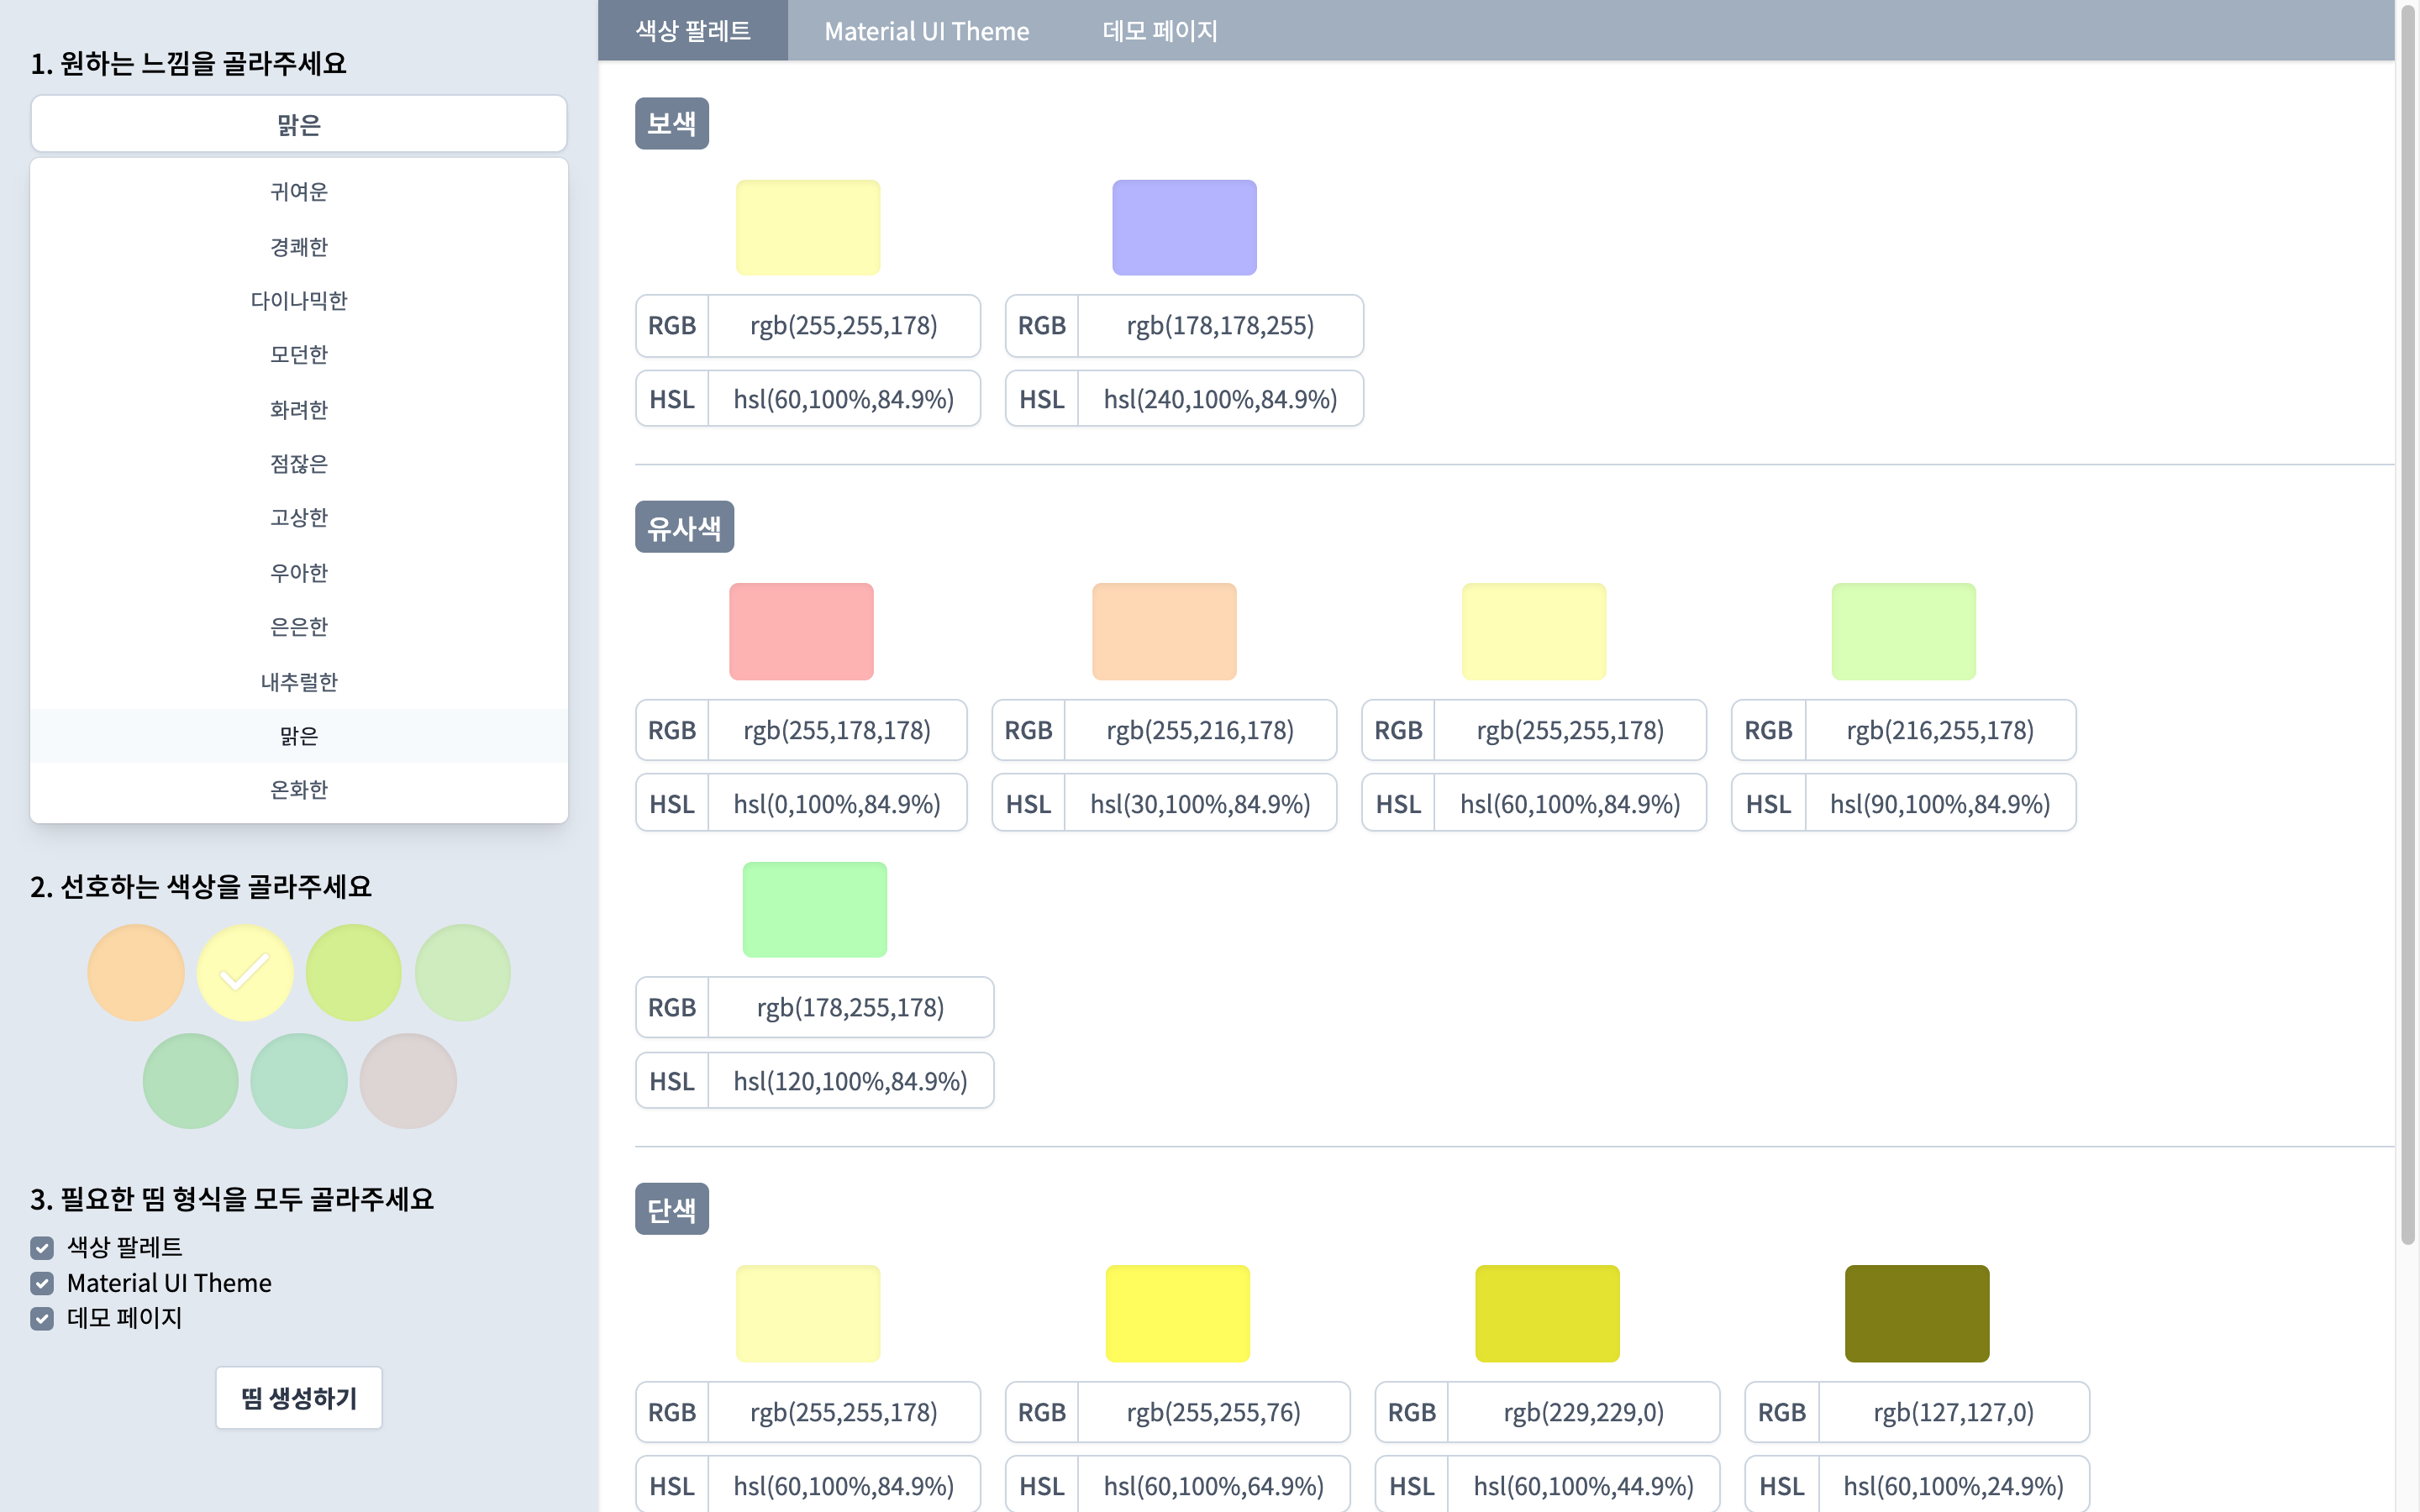 1. 원하는 느낌을 골라주세요
맑은
귀여운
경쾌한
다이나믹한
모던한
화려한
점잖은
고상한
우아한
은은한
내추럴한
맑은
온화한
2. 선호하는 색상을 골라주세요
3. 필요한 띰 형식을 모두 골라주세요
색상 팔레트
Material UI Theme
데모 페이지
띰 생성하기
색상 팔레트 Material UI Theme 데모 페이지
보색
RGB rgb(255,255,178) RGB rgb(178,178,255)
HSL hsl(60,100%,84.9%) HSL hsl(240,100%,84.9%)
유사색
RGB rgb(255,178,178) RGB rgb(255,216,178) RGB rgb(255,255,178) RGB rgb(216,255,178)
HSL hsl(0,100%,84.9%) HSL hsl(30,100%,84.9%) HSL hsl(60,100%,84.9%) HSL hsl(90,100%,84.9%)
RGB rgb(178,255,178)
HSL hsl(120,100%,84.9%)
단색
RGB rgb(255,255,178) RGB rgb(255,255,76) RGB rgb(229,229,0) RGB rgb(127,127,0)
HSL hsl(60,100%,84.9%) HSL hsl(60,100%,64.9%) HSL hsl(60,100%,44.9%) HSL hsl(60,100%,24.9%)